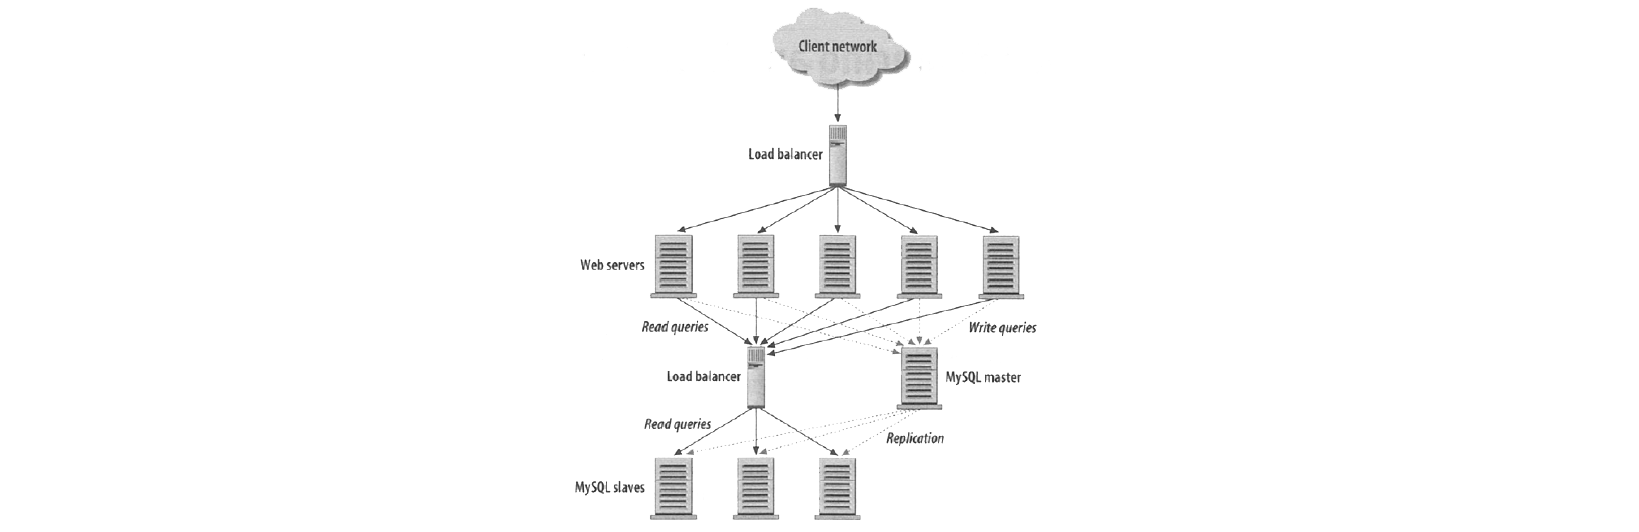 Client network
Load balancer
Web servers
Read queries
Write queries
Load balancer
MySQL master
Read queries
Replication
MySQL slaves